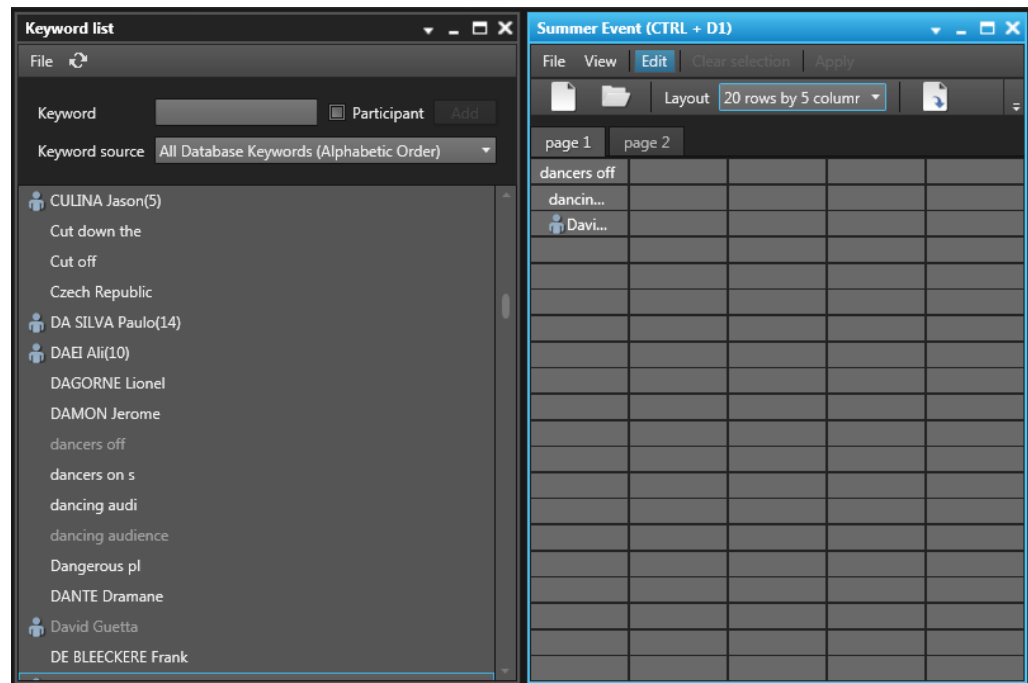 Keyword list
File
Keyword
Participant
Add
Keyword source
All Database Keywords (Alphabetic Order)
CULINA Jason(5)
Cut down the
Cut off
Czech Republic
DA SILVA Paulo(14)
DAEI Ali(10)
DAGORNE Lionel
DAMON Jerome
dancers off
dancers on s
dancing audi
dancing audience
Dangerous pl
DANTE Dramane
David Guetta
DE BLEECKERE Frank
Summer Event (CTRL + D1)
File View Edit Clear selection Apply
Layout 20 rows by 5 columr
page 1 page 2
dancers off
dancin...
Davi...